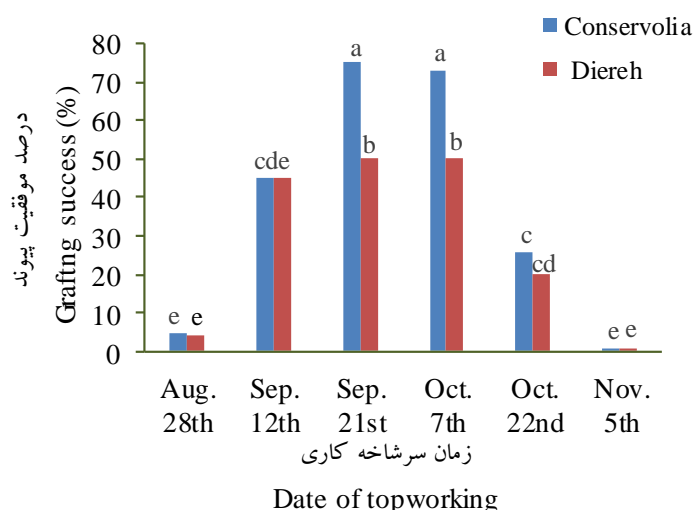 Conservolia
Diereh
درصد موفقیت پیوند
Graftng success (%)
80
70
60
50
40
30
20
10
0
a
a
b
b
cde
c
cd
e
e
e
e
Aug. 28th
Sep. 12th
Sep. 21st
Oct. 7th
Oct. 22nd
Nov. 5th
زمان سرشاخه کاری
Date of topworking